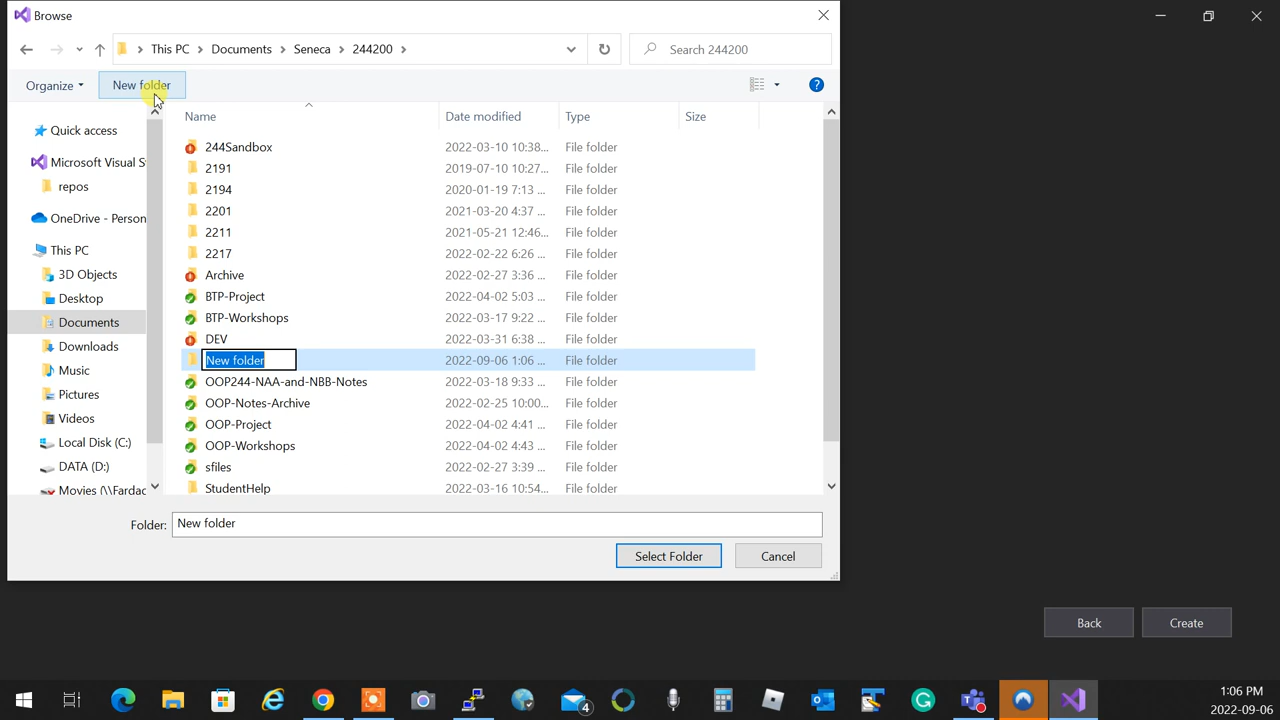 Browse
This PC > Documents > Seneca > 244200 >
Search 244200
Organize
New folder
Name
Date modified
Type
Size
Quick access
Microsoft Visual S
repos
OneDrive - Person
This PC
3D Objects
Desktop
Documents
Downloads
Music
Pictures
Videos
Local Disk (C:)
DATA (D:)
Movies (\\Fardac
244Sandbox 2022-03-10 10:38... File folder
2191 2019-07-10 10:27... File folder
2194 2020-01-19 7:13 ... File folder
2201 2021-03-20 4:37 ... File folder
2211 2021-05-21 12:46... File folder
2217 2022-02-22 6:26 ... File folder
Archive 2022-02-27 3:36 ... File folder
BTP-Project 2022-04-02 5:03 ... File folder
BTP-Workshops 2022-03-17 9:22 ... File folder
DEV 2022-03-31 6:38 ... File folder
New folder 2022-09-06 1:06 ... File folder
OOP244-NAA-and-NBB-Notes 2022-03-18 9:33 ... File folder
OOP-Notes-Archive 2022-02-25 10:00... File folder
OOP-Project 2022-04-02 4:41 ... File folder
OOP-Workshops 2022-04-02 4:43 ... File folder
sfiles 2022-02-27 3:39 ... File folder
StudentHelp 2022-03-16 10:54... File folder
Folder: New folder
Select Folder
Cancel
Back
Create
4
1:06 PM
2022-09-06